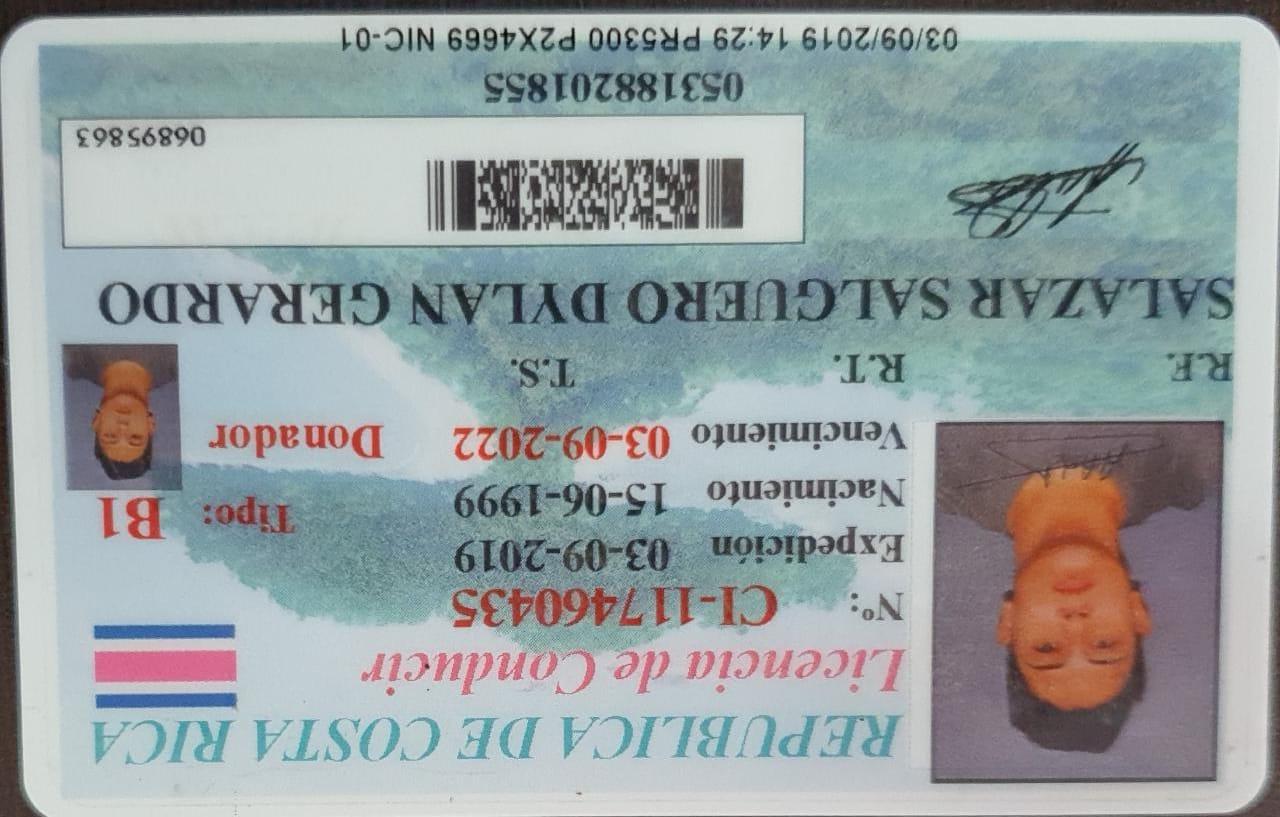 REPUBLICA DE COSTA RICA
Licencia de Conducir
Nº: CI-117460435
Expedición 03-09-2019
Nacimiento 15-06-1999 Tipo: B1
Vencimiento 03-09-2022 Donador
R.F. R.T. T.S.
SALAZAR SALGUERO DYLAN GERARDO
06895863
053188201855
03/09/2019 14:29 PR5300 P2X4669 NIC-01